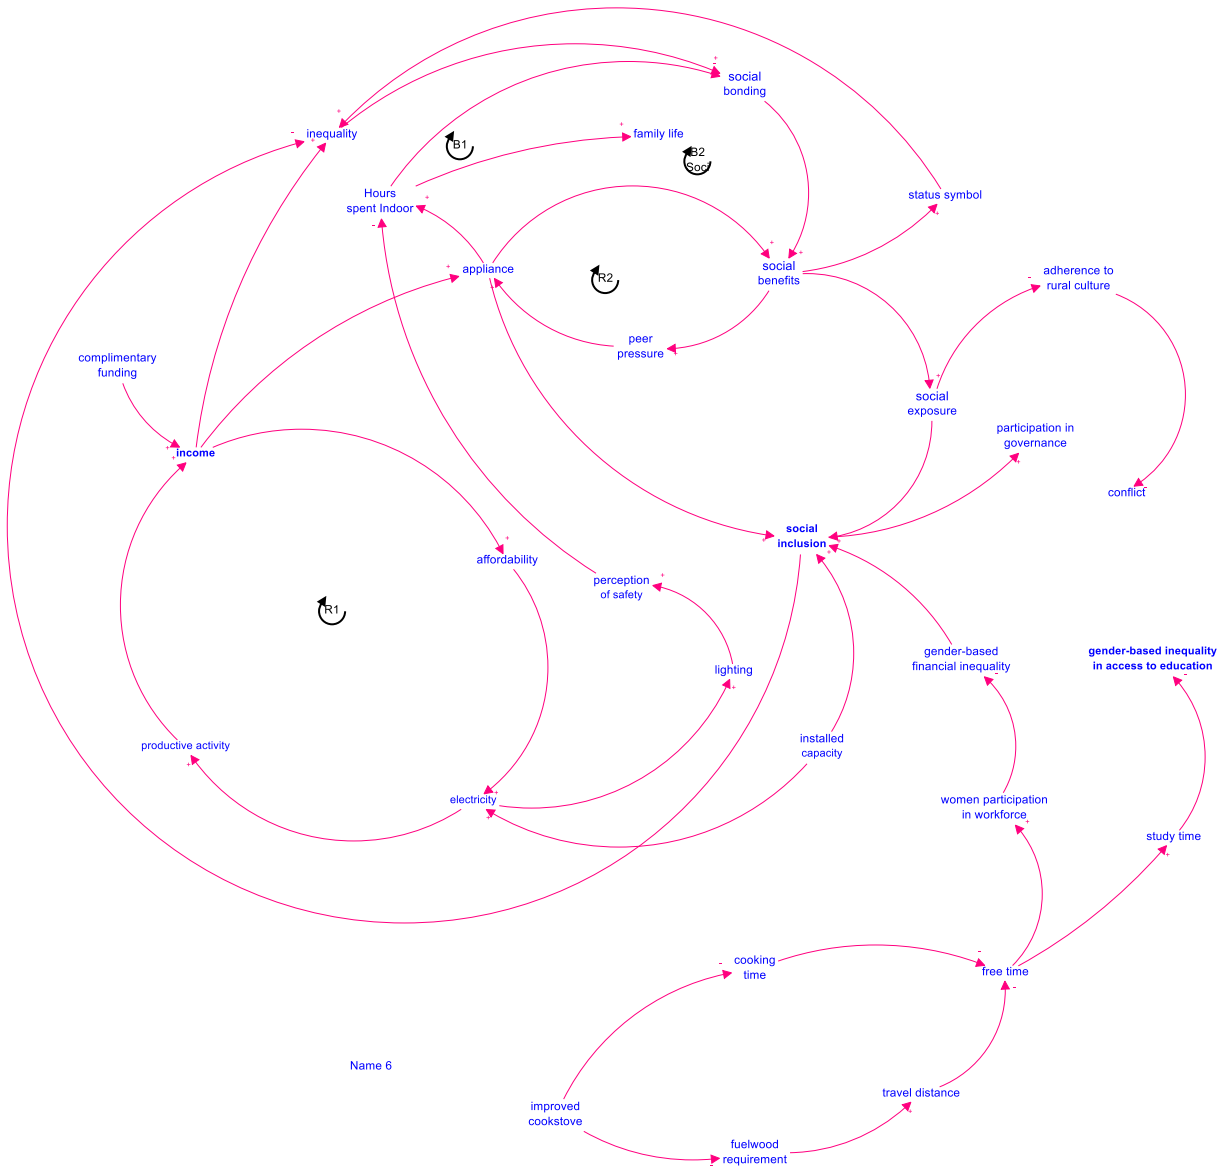 social
bonding
inequality
B1
family life
B2
Soci
Hours
spent Indoor
status symbol
appliance
R2
social
benefits
adherence to
rural culture
peer
pressure
complimentary
funding
social
exposure
participation in
governance
income
conflict
social
inclusion
affordability
perception
of safety
R1
gender-based
financial inequality
gender-based inequality
in access to education
lighting
productive activity
installed
capacity
electricity
women participation
in workforce
study time
cooking
time
free time
Name 6
travel distance
improved
cookstove
fuelwood
requirement